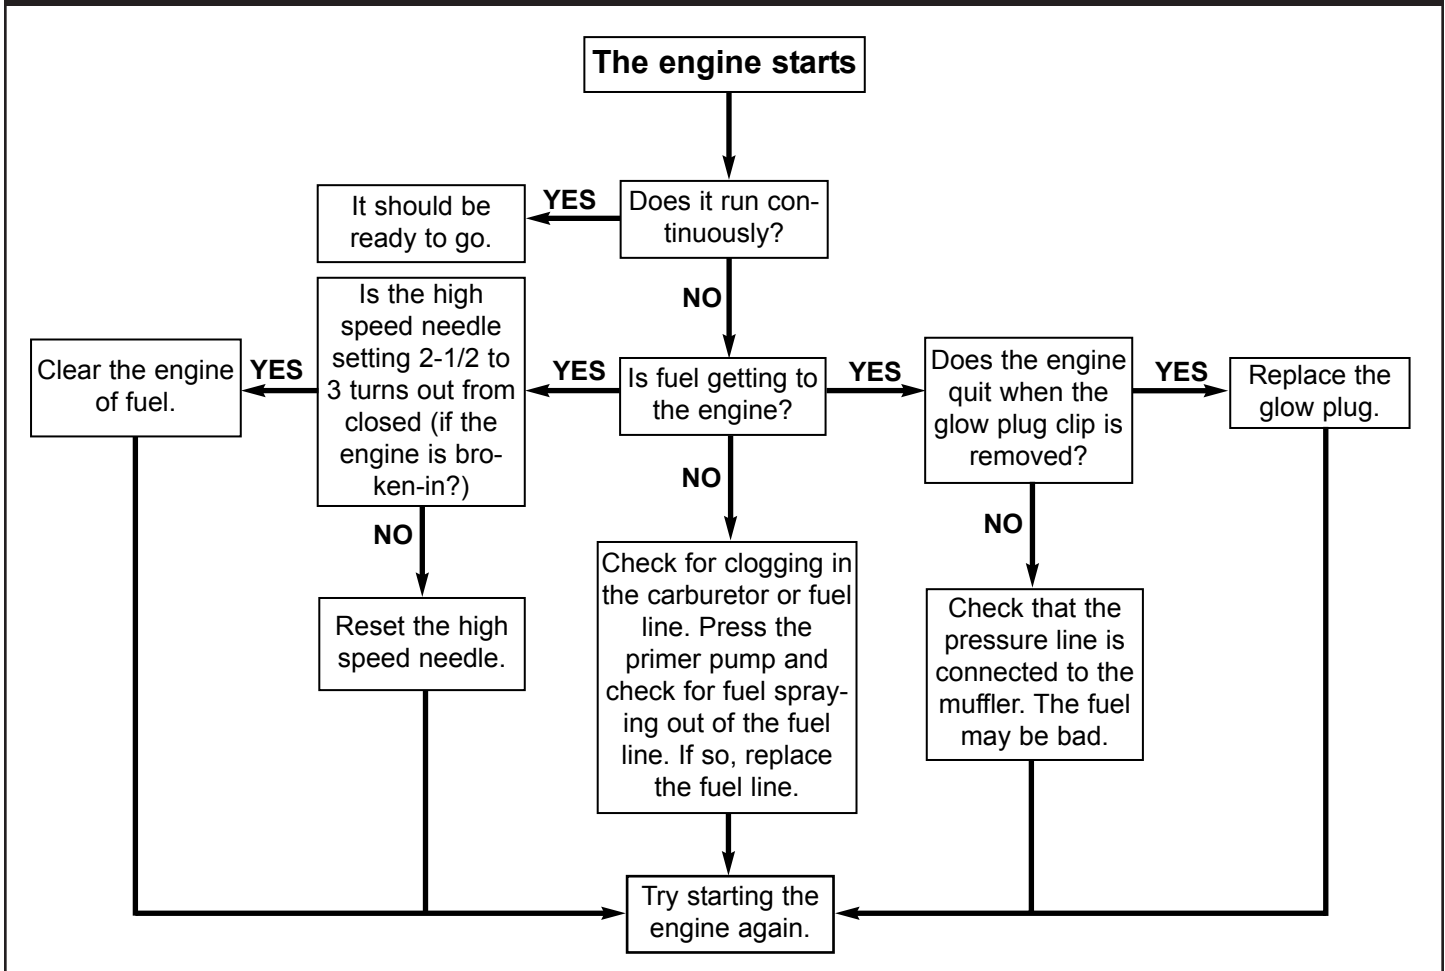 The engine starts
YES
Does it run con-
tinuously?
It should be
ready to go.
NO
Is the high
speed needle
setting 2-1/2 to
3 turns out from
closed (if the
engine is bro-
ken-in?)
Clear the engine
of fuel.
YES
YES
Is fuel getting to
the engine?
YES
Does the engine
quit when the
glow plug clip is
removed?
YES
Replace the
glow plug.
NO
NO
NO
Reset the high
speed needle.
Check for clogging in
the carburetor or fuel
line. Press the
primer pump and
check for fuel spray-
ing out of the fuel
line. If so, replace
the fuel line.
Check that the
pressure line is
connected to the
muffler. The fuel
may be bad.
Try starting the
engine again.